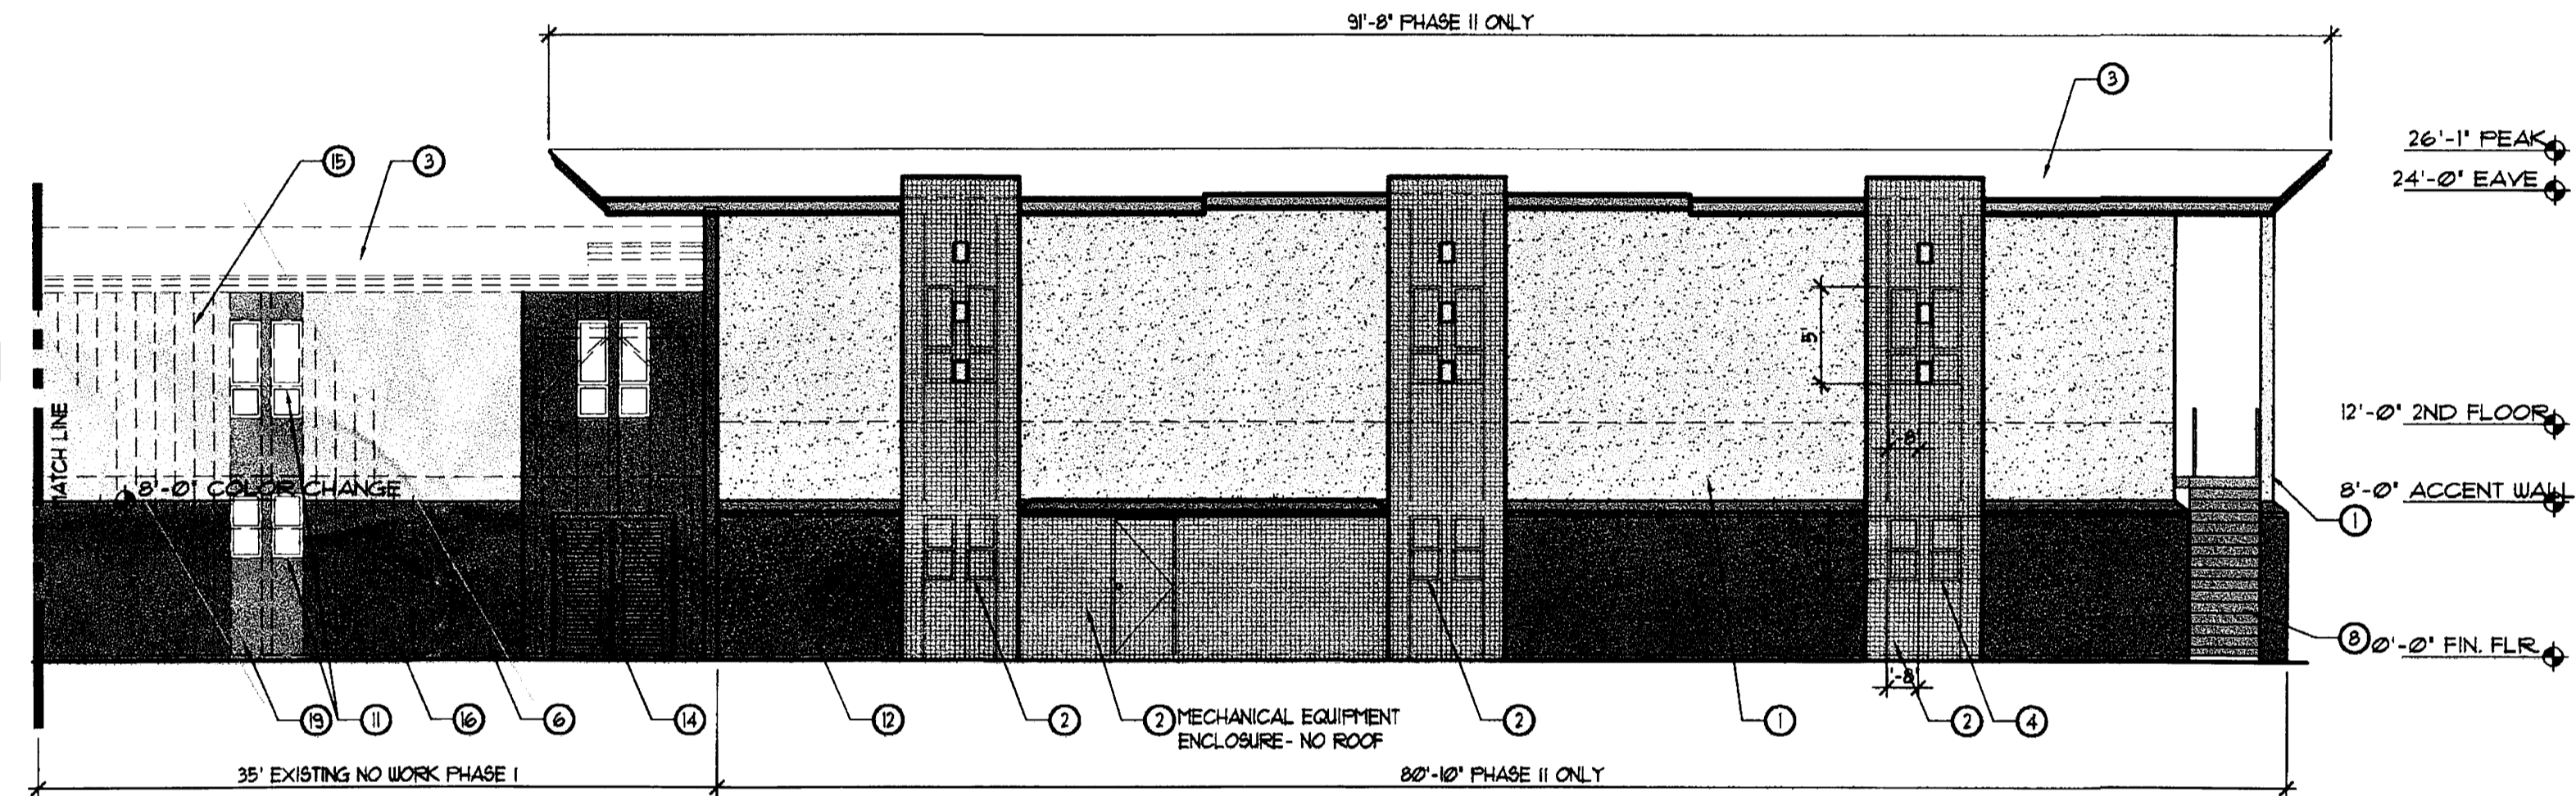 91'-8" PHASE II ONLY
3
26'-1" PEAK
15
3
24'-0" EAVE
5'
MATCH LINE
12'-0" 2ND FLOOR
-8"
8'-0" COLOR CHANGE
8'-0" ACCENT WALL
1
8
0'-0" FIN. FLR.
-8"
19
11
16
6
14
12
2
2
MECHANICAL EQUIPMENT
ENCLOSURE- NO ROOF
2
1
2
4
35' EXISTING NO WORK PHASE I
80'-10" PHASE II ONLY